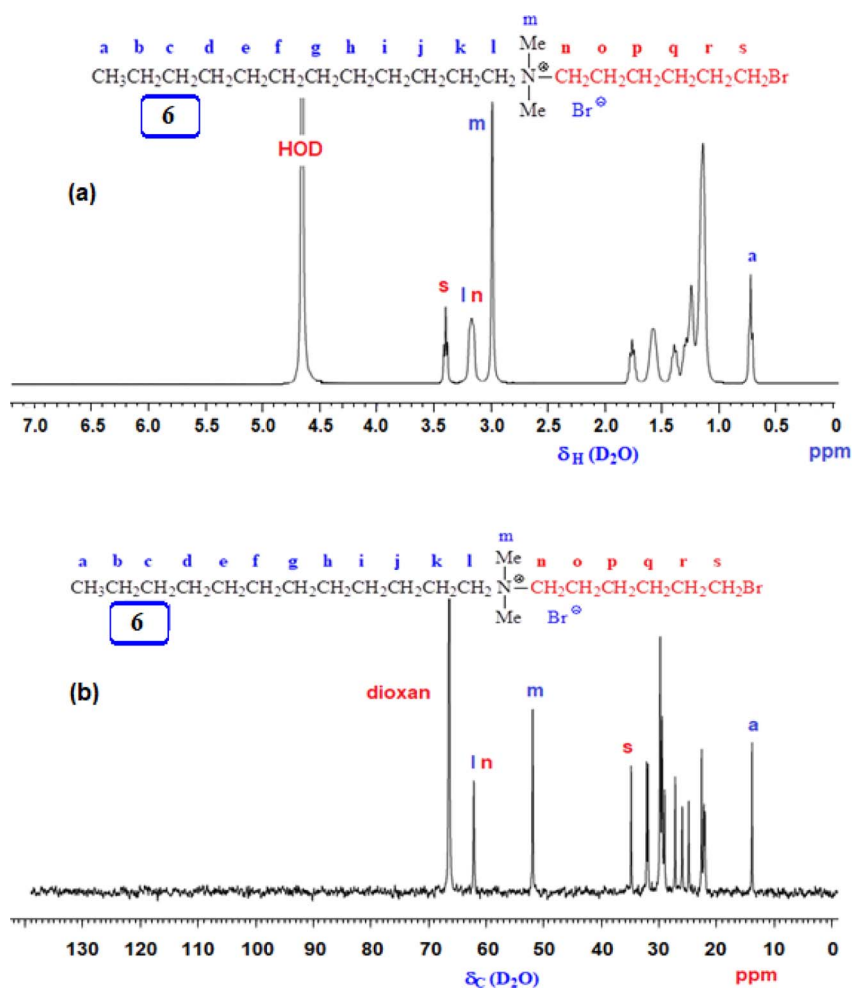 m
a b c d e f g h i j k l Me n o p q r s
CH₃CH₂CH₂CH₂CH₂CH₂CH₂CH₂CH₂CH₂CH₂CH₂N⊕CH₂CH₂CH₂CH₂CH₂CH₂Br
6 Me Br⊖
m
HOD
(a)
s l n a
7.0 6.5 6.0 5.5 5.0 4.5 4.0 3.5 3.0 2.5 2.0 1.5 1.0 0.5 0
δH (D₂O) ppm
m
a b c d e f g h i j k l Me n o p q r s
CH₃CH₂CH₂CH₂CH₂CH₂CH₂CH₂CH₂CH₂CH₂CH₂N⊕CH₂CH₂CH₂CH₂CH₂CH₂Br
6 Me Br⊖
(b)
dioxan m
l n s a
130 120 110 100 90 80 70 60 50 40 30 20 10 0
δC (D₂O) ppm